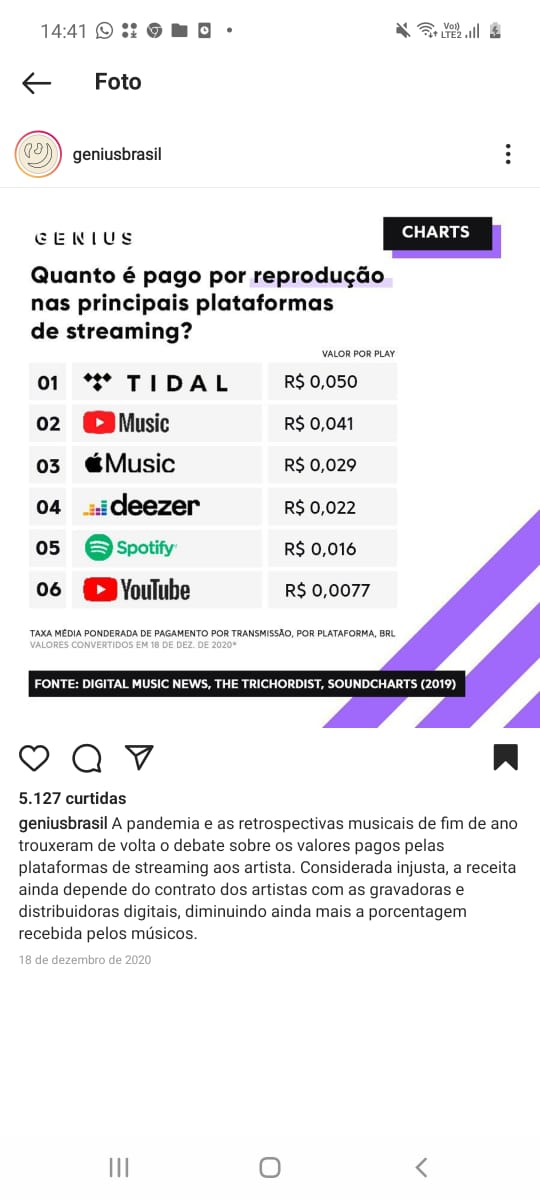 14:41
Vo))
LTE2
Foto
geniusbrasil
GENIUS
CHARTS
Quanto é pago por reprodução
nas principais plataformas
de streaming?
VALOR POR PLAY
01 TIDAL R$ 0,050
02 Music R$ 0,041
03 Music R$ 0,029
04 deezer R$ 0,022
05 Spotify R$ 0,016
06 YouTube R$ 0,0077
TAXA MÉDIA PONDERADA DE PAGAMENTO POR TRANSMISSÃO, POR PLATAFORMA, BRL
VALORES CONVERTIDOS EM 18 DE DEZ. DE 2020*
FONTE: DIGITAL MUSIC NEWS, THE TRICHORDIST, SOUNDCHARTS (2019)
5.127 curtidas
geniusbrasil A pandemia e as retrospectivas musicais de fim de ano
trouxeram de volta o debate sobre os valores pagos pelas
plataformas de streaming aos artista. Considerada injusta, a receita
ainda depende do contrato dos artistas com as gravadoras e
distribuidoras digitais, diminuindo ainda mais a porcentagem
recebida pelos músicos.
18 de dezembro de 2020